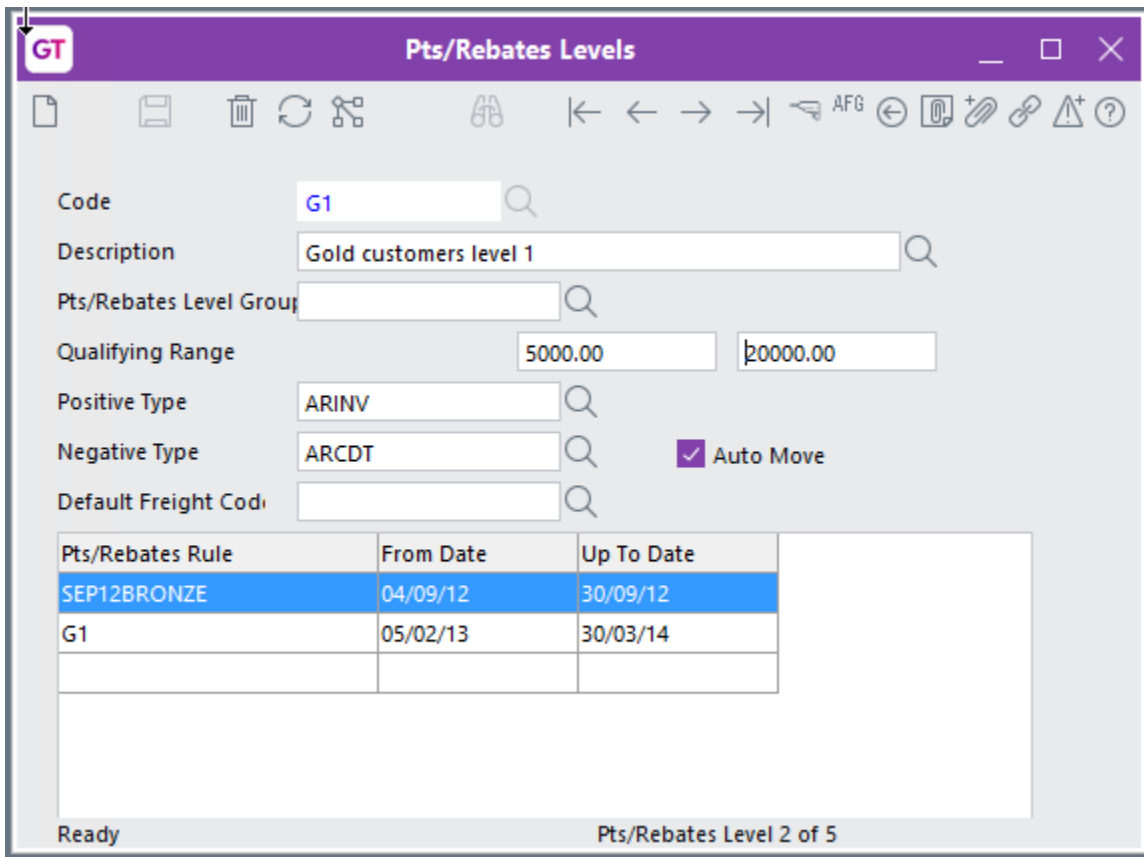 GT Pts/Rebates Levels
AFG
Code G1
Description Gold customers level 1
Pts/Rebates Level Group
Qualifying Range 5000.00 20000.00
Positive Type ARINV
Negative Type ARCDT Auto Move
Default Freight Code
Pts/Rebates Rule From Date Up To Date
SEP12BRONZE 04/09/12 30/09/12
G1 05/02/13 30/03/14
Ready Pts/Rebates Level 2 of 5